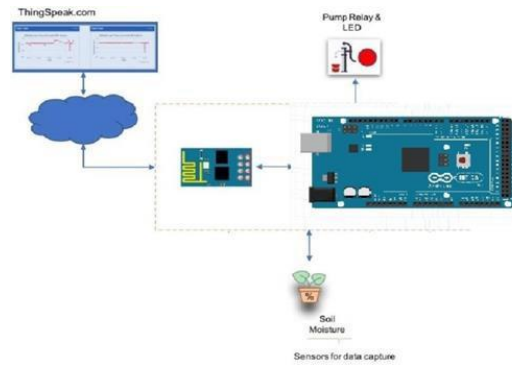 ThingSpeak.com
Pump Relay &
LED
Soil
Moisture
Sensors for data capture